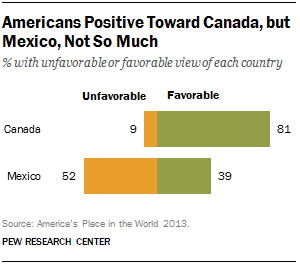 Americans Positive Toward Canada, but
Mexico, Not So Much
% with unfavorable or favorable view of each country
Unfavorable Favorable
Canada 9 81
Mexico 52 39
Source: America's Place in the World 2013.
PEW RESEARCH CENTER